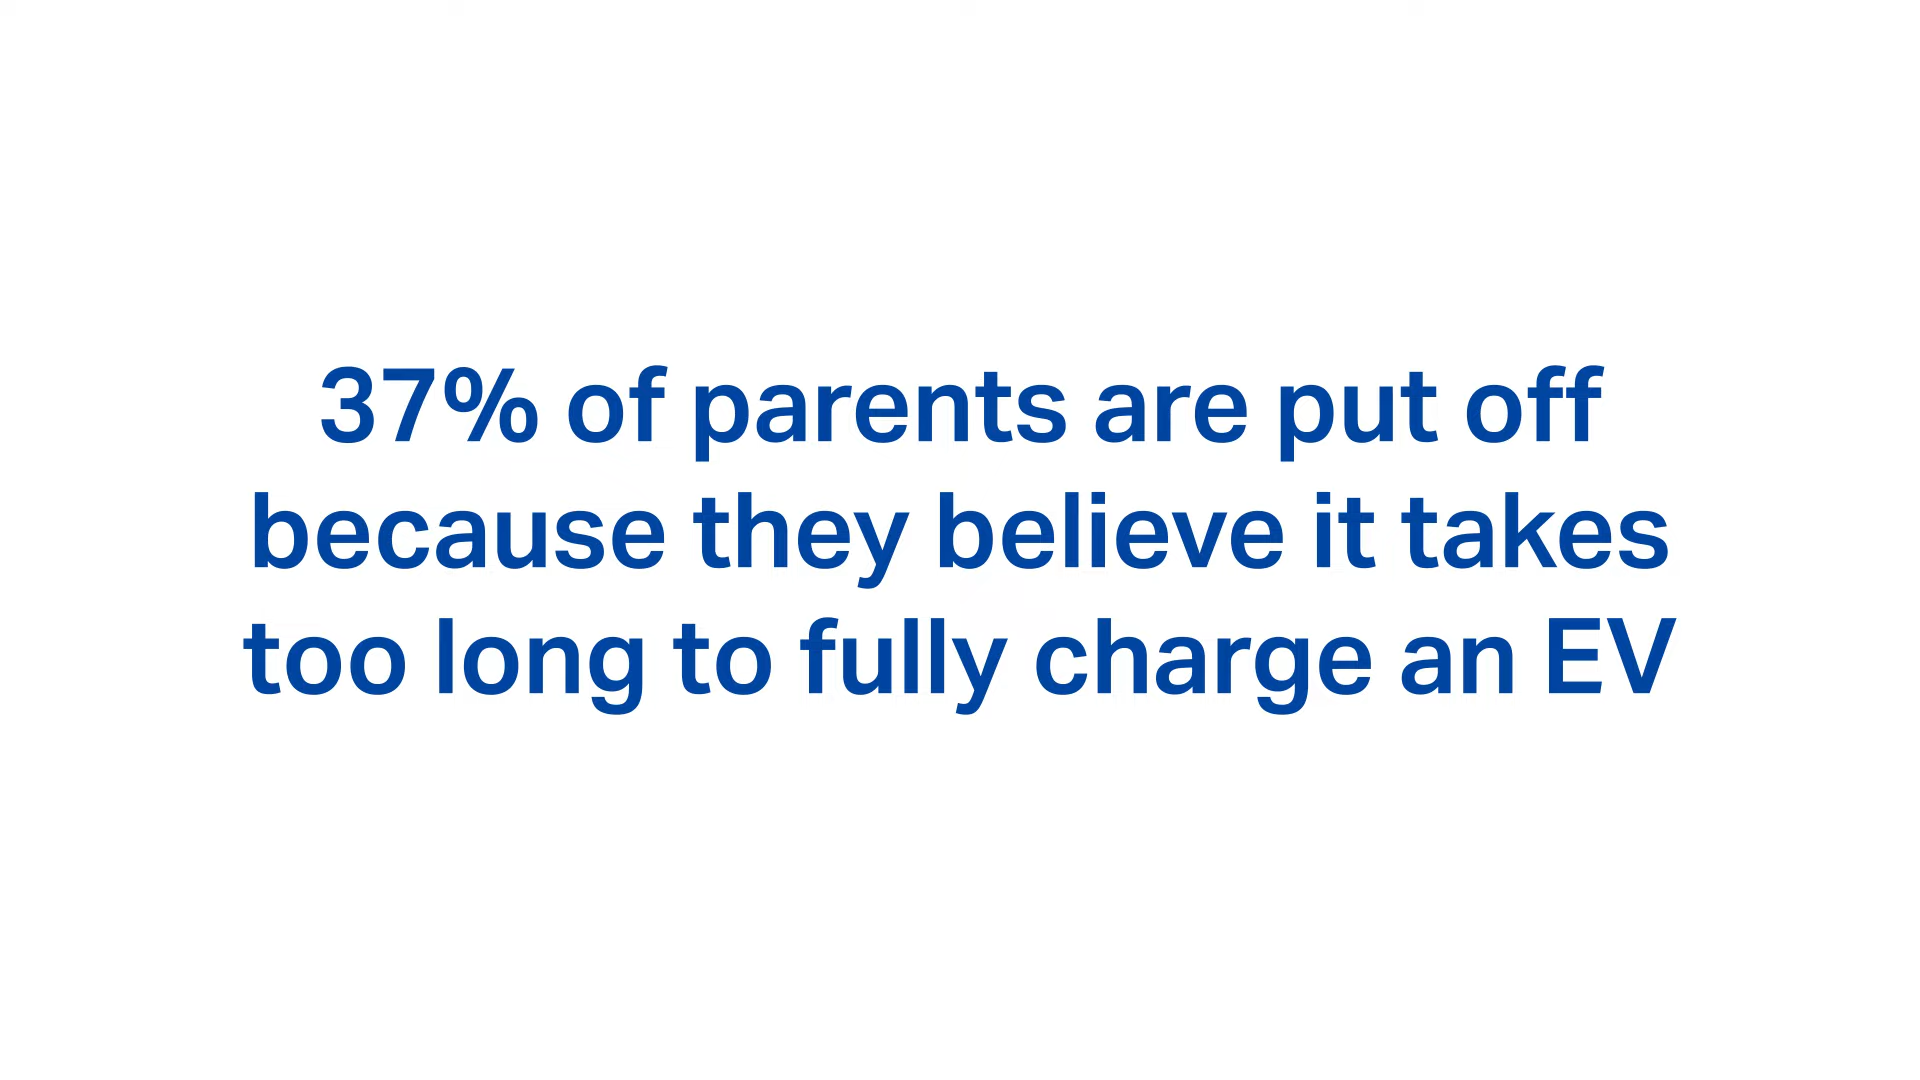 37% of parents are put off
because they believe it takes
too long to fully charge an EV